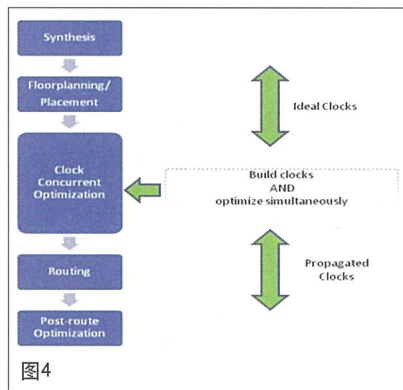 Synthesis
Floorplanning/
Placement
Clock
Concurrent
Optimization
Routing
Post-route
Optimization
Ideal Clocks
Build clocks
AND
optimize simultaneously
Propagated
Clocks
图4